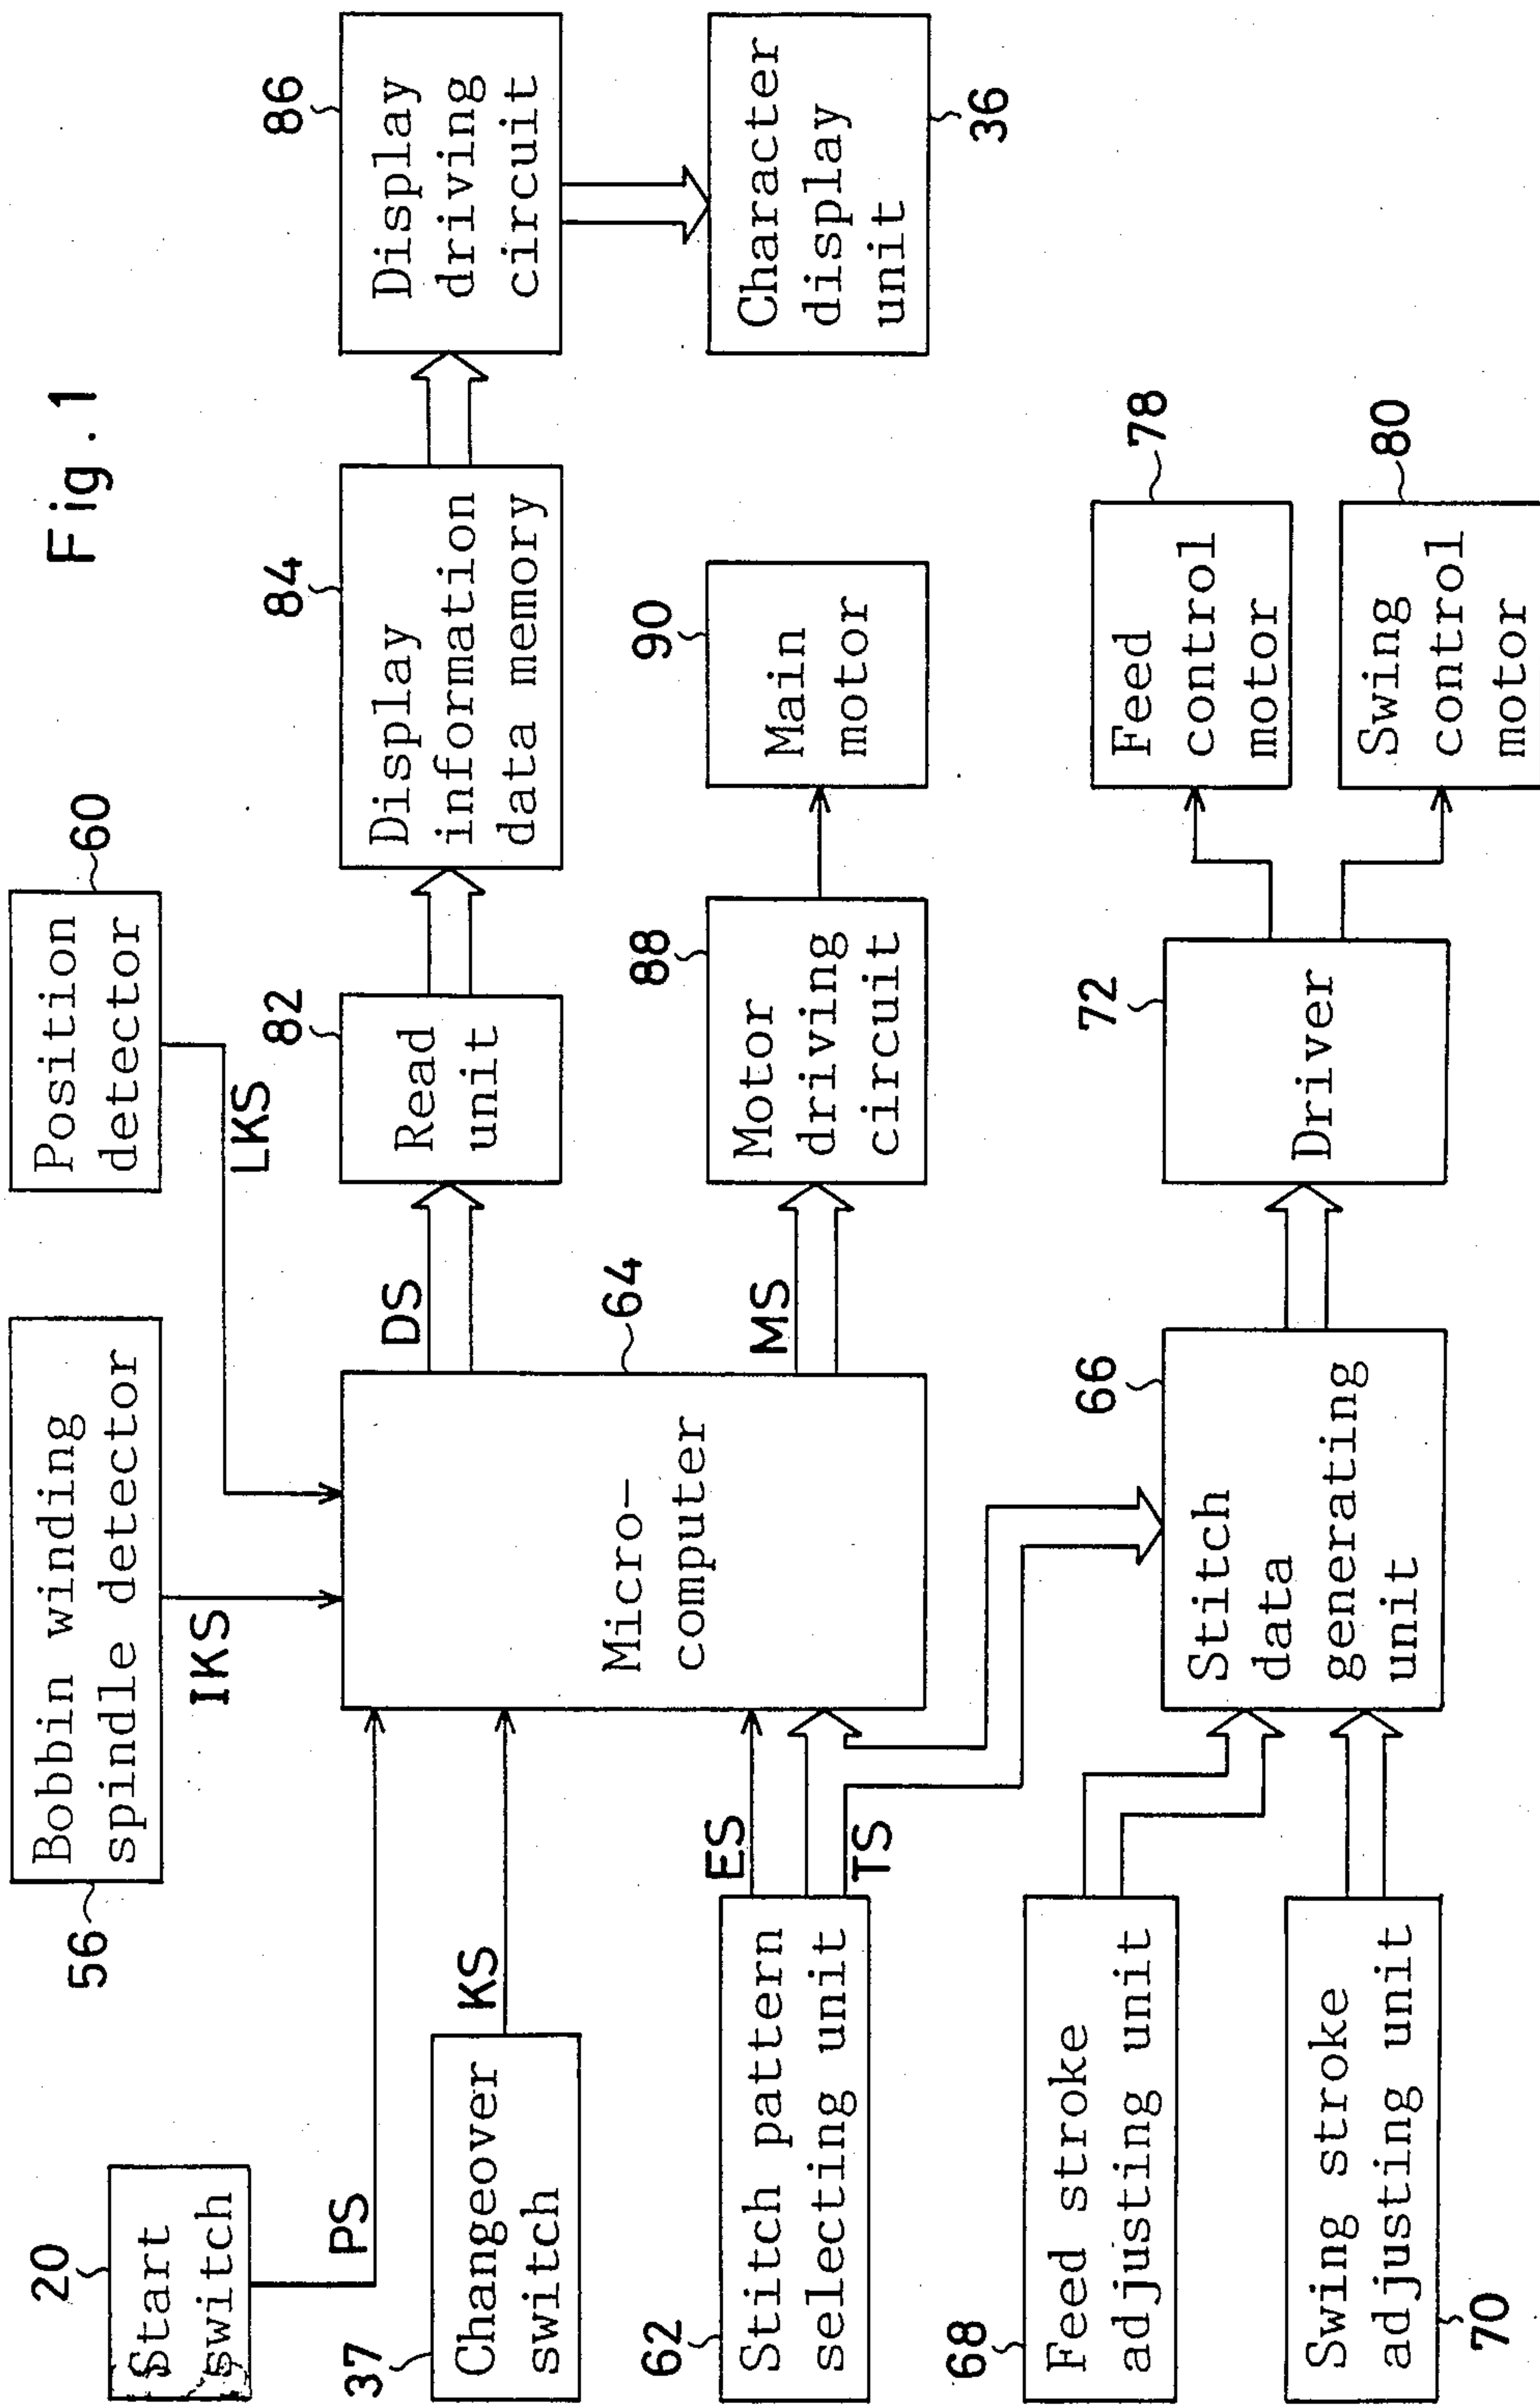 Fig. 1
20
Start
switch
PS
56
Bobbin winding
spindle detector
IKS
60
Position
detector
LKS
37
Changeover
switch
KS
62
Stitch pattern
selecting unit
ES
TS
64
Micro-
computer
DS
MS
82
Read
unit
84
Display
information
data memory
86
Display
driving
circuit
Character
display
unit
36
88
Motor
driving
circuit
90
Main
motor
68
Feed stroke
adjusting unit
70
Swing stroke
adjusting unit
66
Stitch
data
generating
unit
72
Driver
78
Feed
control
motor
80
Swing
control
motor